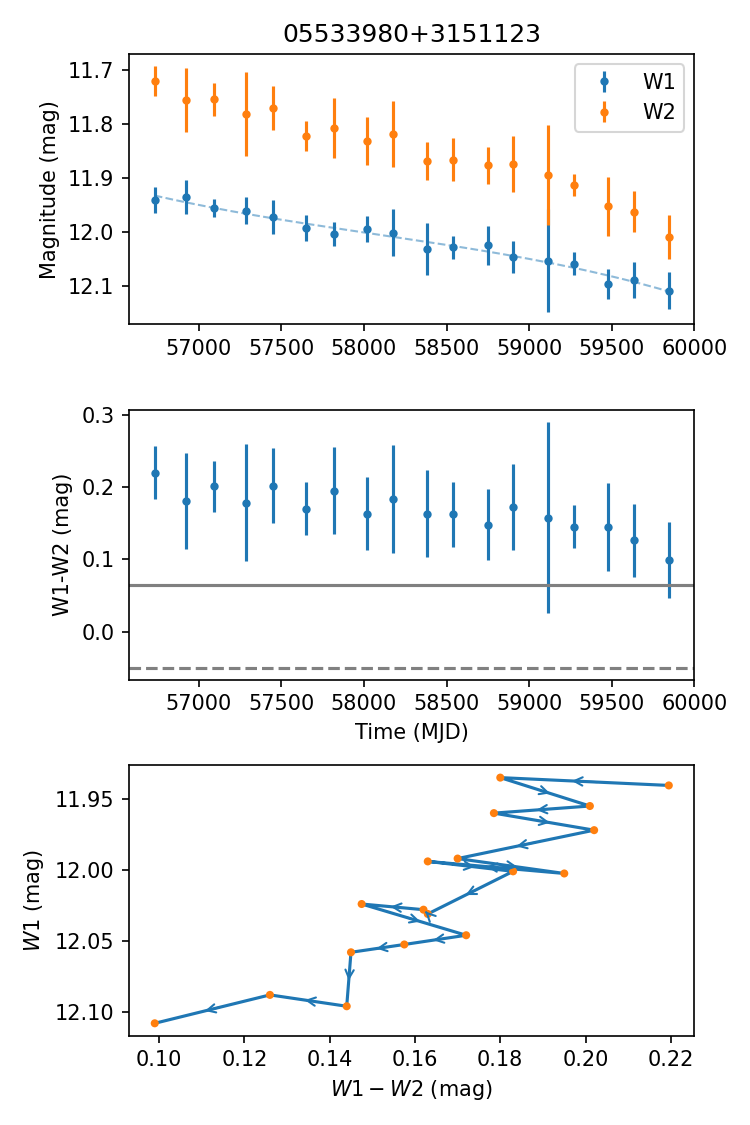 05533980+3151123
11.7
11.8
11.9
12.0
12.1
Magnitude (mag)
W1
W2
57000 57500 58000 58500 59000 59500 60000
0.3
0.2
0.1
0.0
W1-W2 (mag)
57000 57500 58000 58500 59000 59500 60000
Time (MJD)
11.95
12.00
12.05
12.10
W1 (mag)
0.10 0.12 0.14 0.16 0.18 0.20 0.22
W1 − W2 (mag)